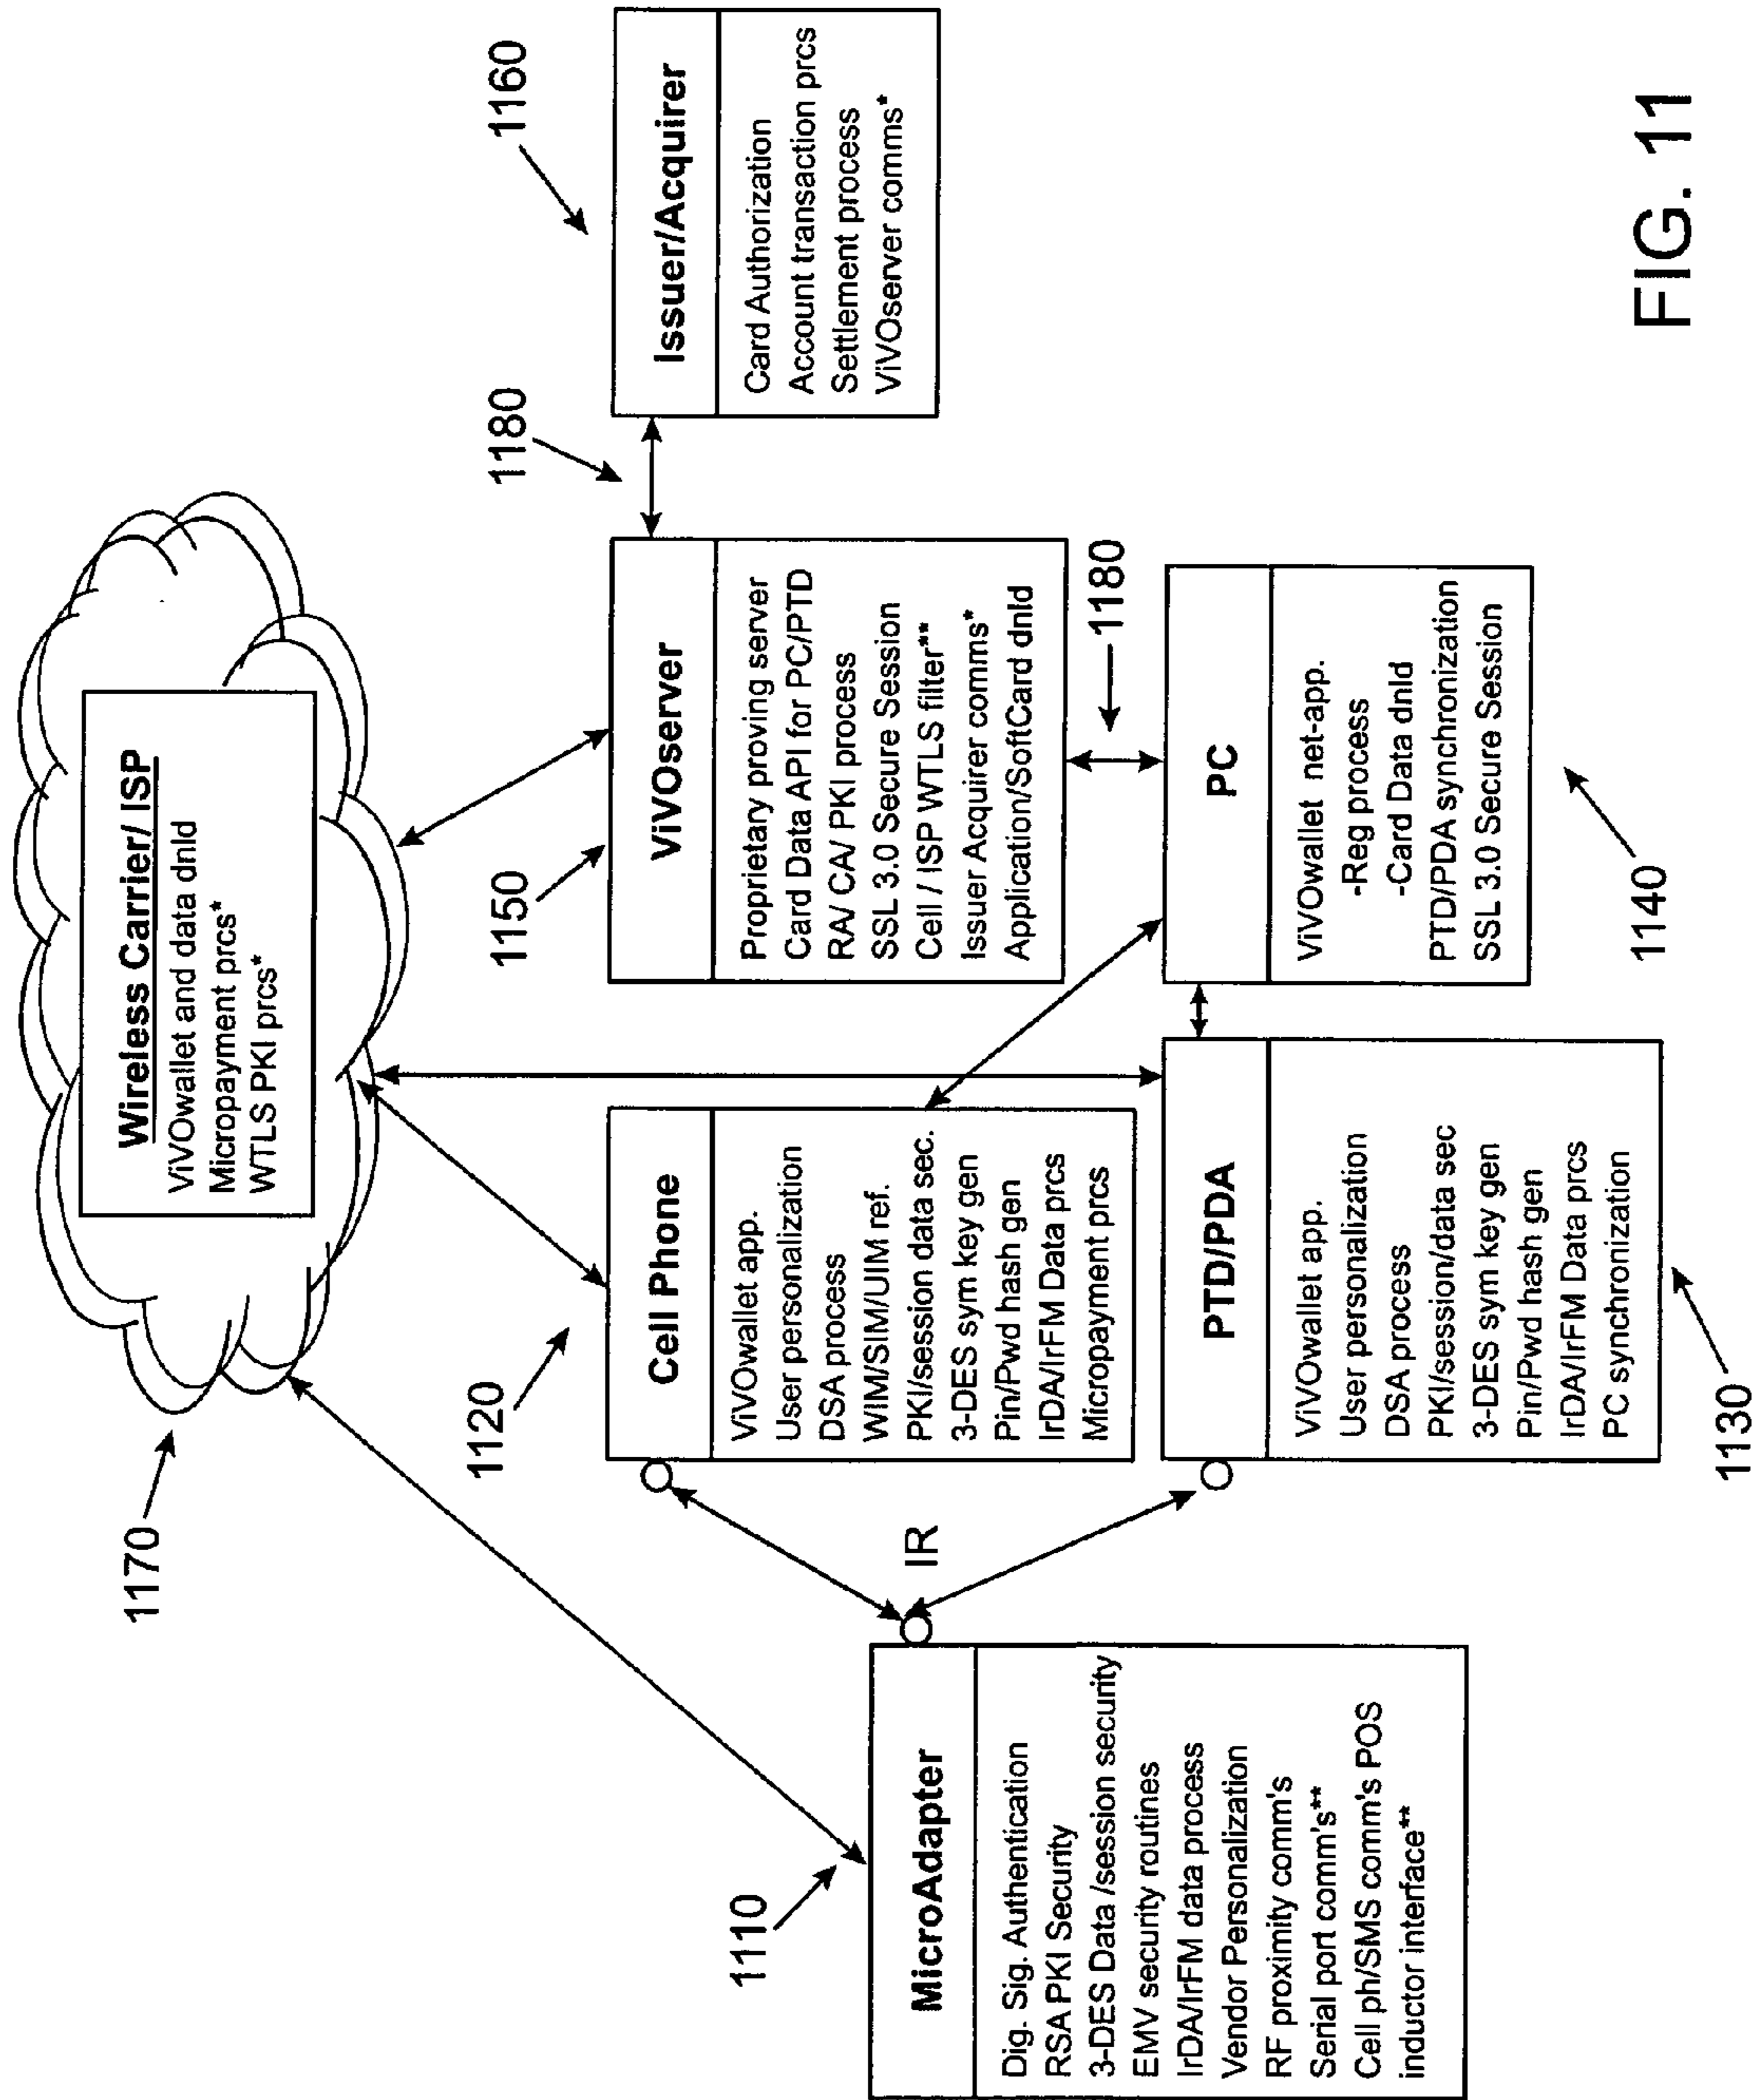 1170
Wireless Carrier/ ISP
ViVOwallet and data dnld
Micropayment prcs*
WTLS PKI prcs*
1110
MicroAdapter
Dig. Sig. Authentication
RSA PKI Security
3-DES Data /session security
EMV security routines
IrDA/IrFM data process
Vendor Personalization
RF proximity comm's
Serial port comm's**
Cell ph/SMS comm's POS
inductor interface**
IR
1120
Cell Phone
ViVOwallet app.
User personalization
DSA process
WIM/SIM/UIM ref.
PKI/session data sec.
3-DES sym key gen
Pin/Pwd hash gen
IrDA/IrFM Data prcs
Micropayment prcs
1150
ViVOserver
Proprietary proving server
Card Data API for PC/PTD
RA/ CA/ PKI process
SSL 3.0 Secure Session
Cell / ISP WTLS filter**
Issuer Acquirer comms*
Application/SoftCard dnld
1180
1160
Issuer/Acquirer
Card Authorization
Account transaction prcs
Settlement process
ViVOserver comms*
1180
PTD/PDA
ViVOwallet app.
User personalization
DSA process
PKI/session/data sec
3-DES sym key gen
Pin/Pwd hash gen
IrDA/IrFM Data prcs
PC synchronization
1130
PC
ViVOwallet net-app.
-Reg process
-Card Data dnld
PTD/PDA synchronization
SSL 3.0 Secure Session
1140
FIG. 11